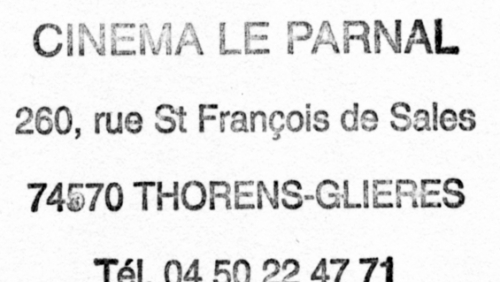 CINEMA LE PARNAL
260, rue St François de Sales
74570 THORENS-GLIERES
Tél. 04 50 22 47 71